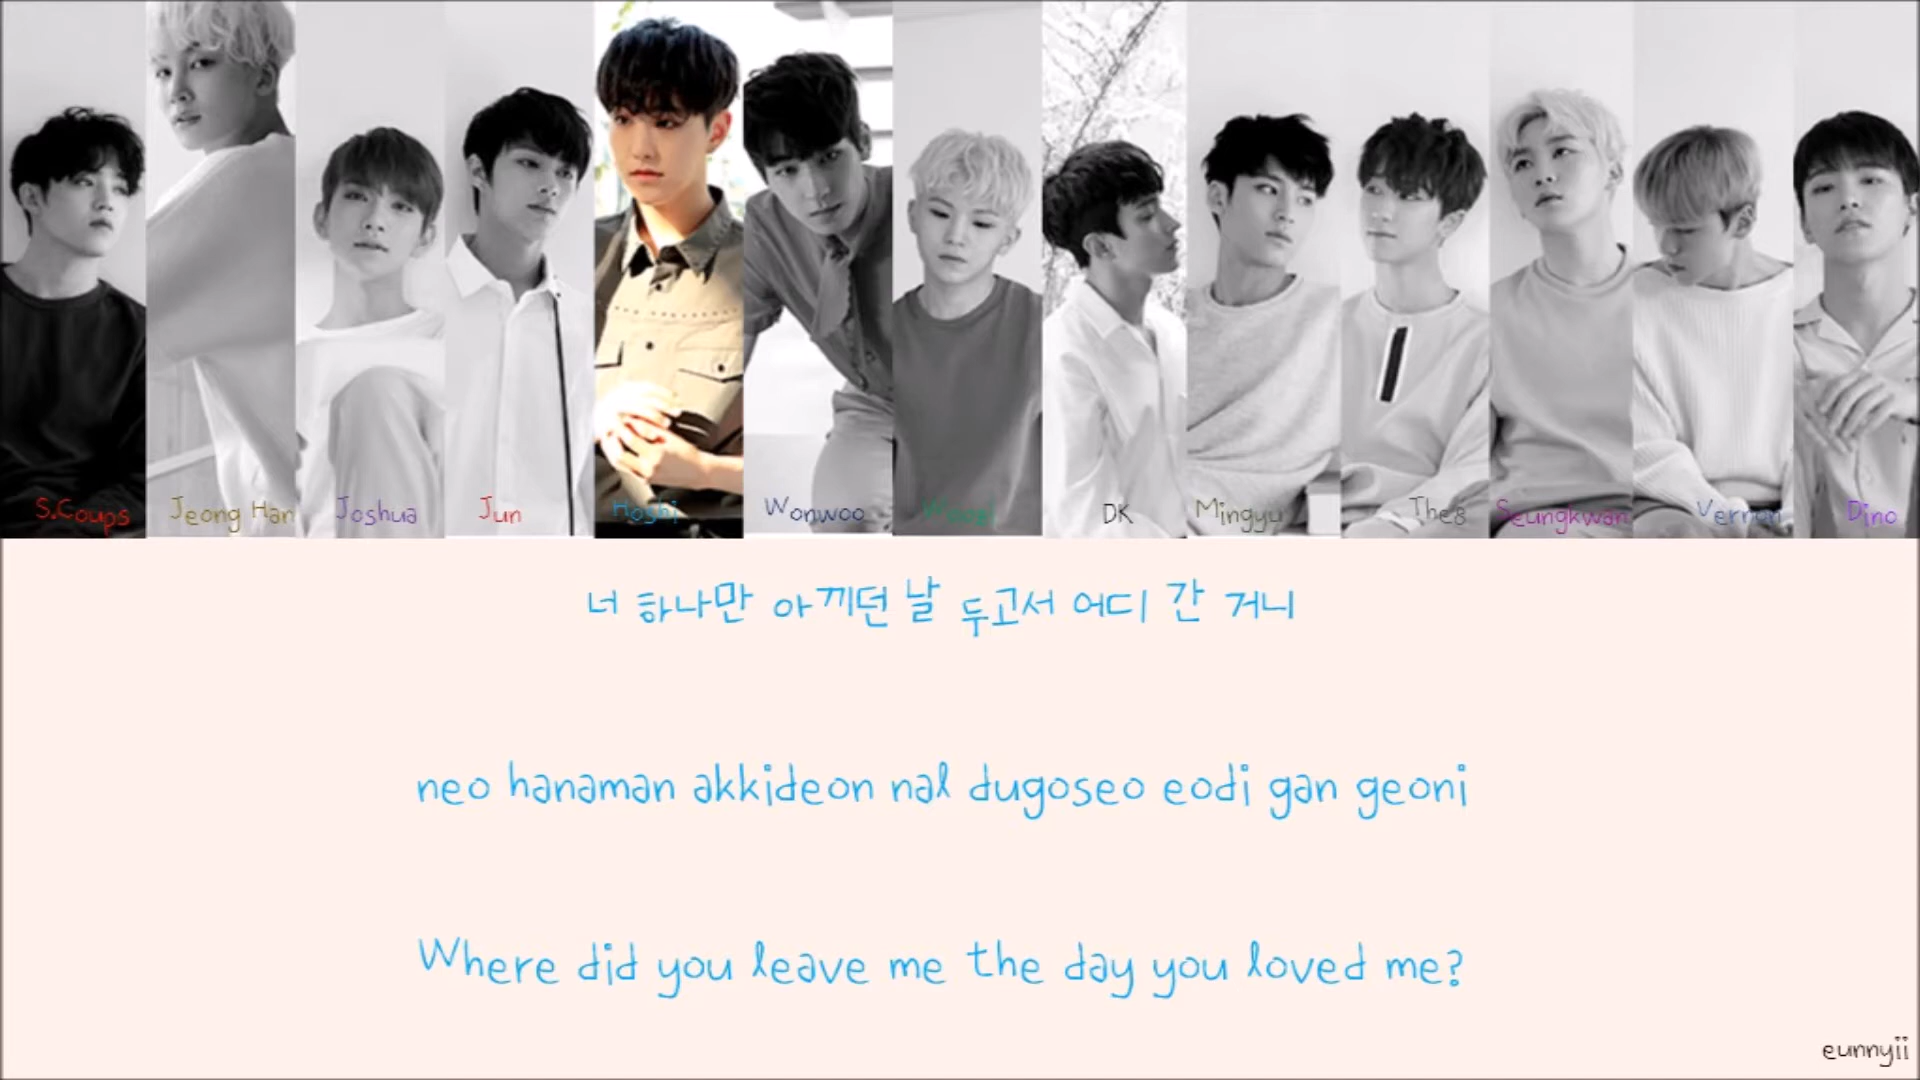 S.Coups Jeong Han Joshua Jun Hoshi Wonwoo Woozi DK Mingyu The8 Seungkwan Vernon Dino
너 하나만 아끼던 날 두고서 어디 간 거니
neo hanaman akkideon nal dugoseo eodi gan geoni
Where did you leave me the day you loved me?
eunnyii